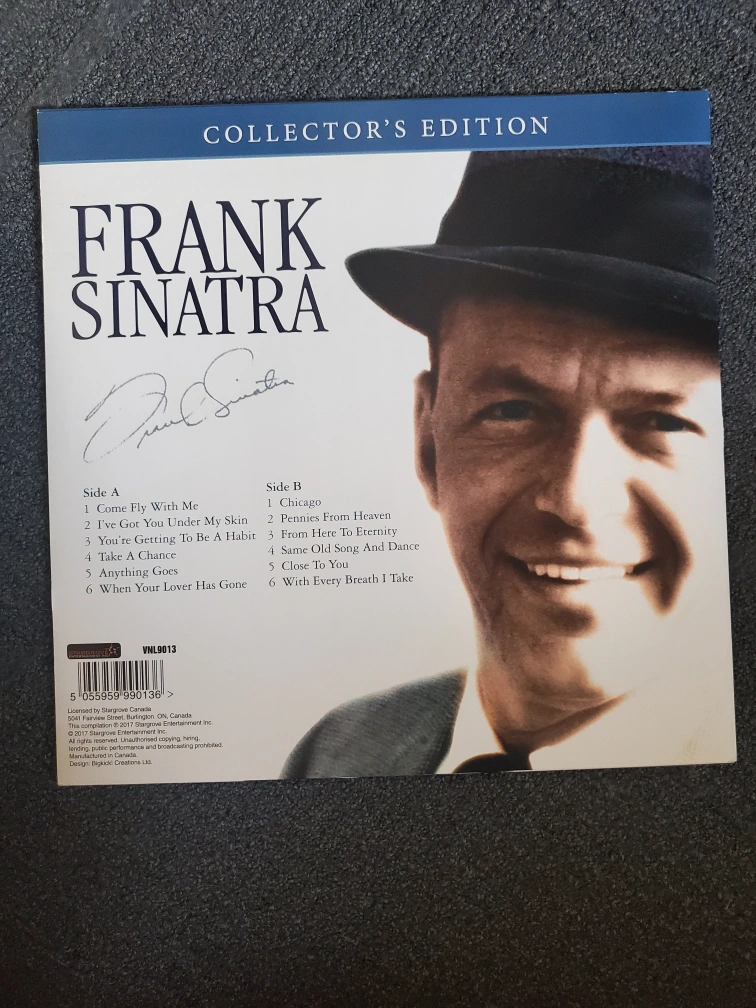 COLLECTOR'S EDITION
FRANK
SINATRA
Frank Sinatra
Side A
1 Come Fly With Me
2 I've Got You Under My Skin
3 You're Getting To Be A Habit
4 Take A Chance
5 Anything Goes
6 When Your Lover Has Gone
Side B
1 Chicago
2 Pennies From Heaven
3 From Here To Eternity
4 Same Old Song And Dance
5 Close To You
6 With Every Breath I Take
STARGROVE
VNL9013
5 055959 990136 >
Licensed by Stargrove Canada
5041 Fairview Street, Burlington, ON, Canada
This compilation ℗ 2017 Stargrove Entertainment Inc.
© 2017 Stargrove Entertainment Inc.
All rights reserved. Unauthorised copying, hiring,
lending, public performance and broadcasting prohibited.
Manufactured in Canada.
Design: Bigkick! Creations Ltd.